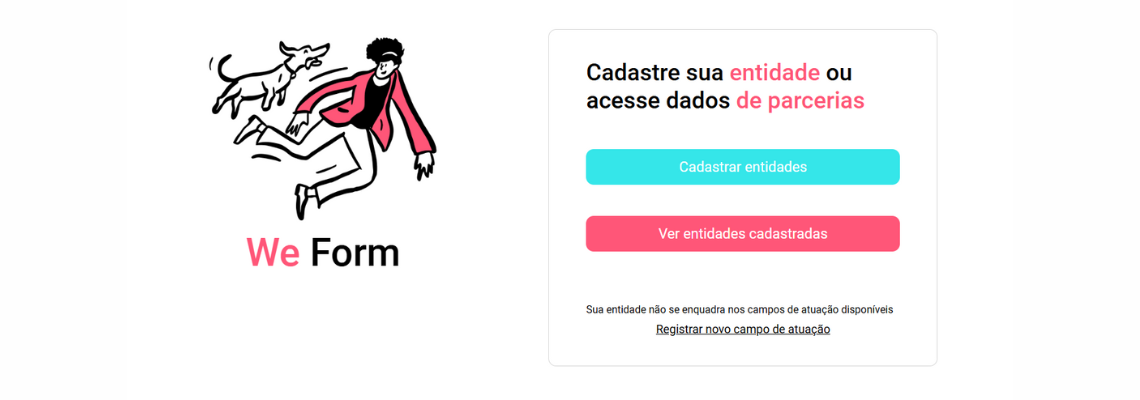 We Form
Cadastre sua entidade ou
acesse dados de parcerias
Cadastrar entidades
Ver entidades cadastradas
Sua entidade não se enquadra nos campos de atuação disponíveis
Registrar novo campo de atuação